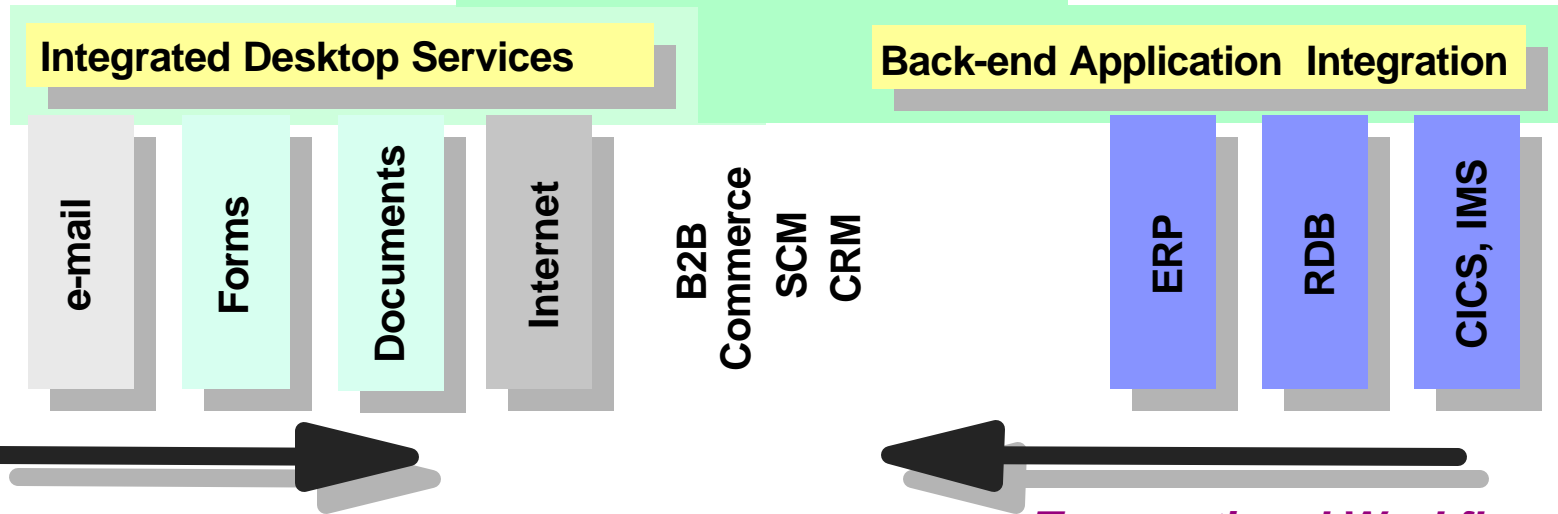 Integrated Desktop Services
Back-end Application Integration
e-mail
Forms
Documents
Internet
B2B
Commerce
SCM
CRM
ERP
RDB
CICS, IMS